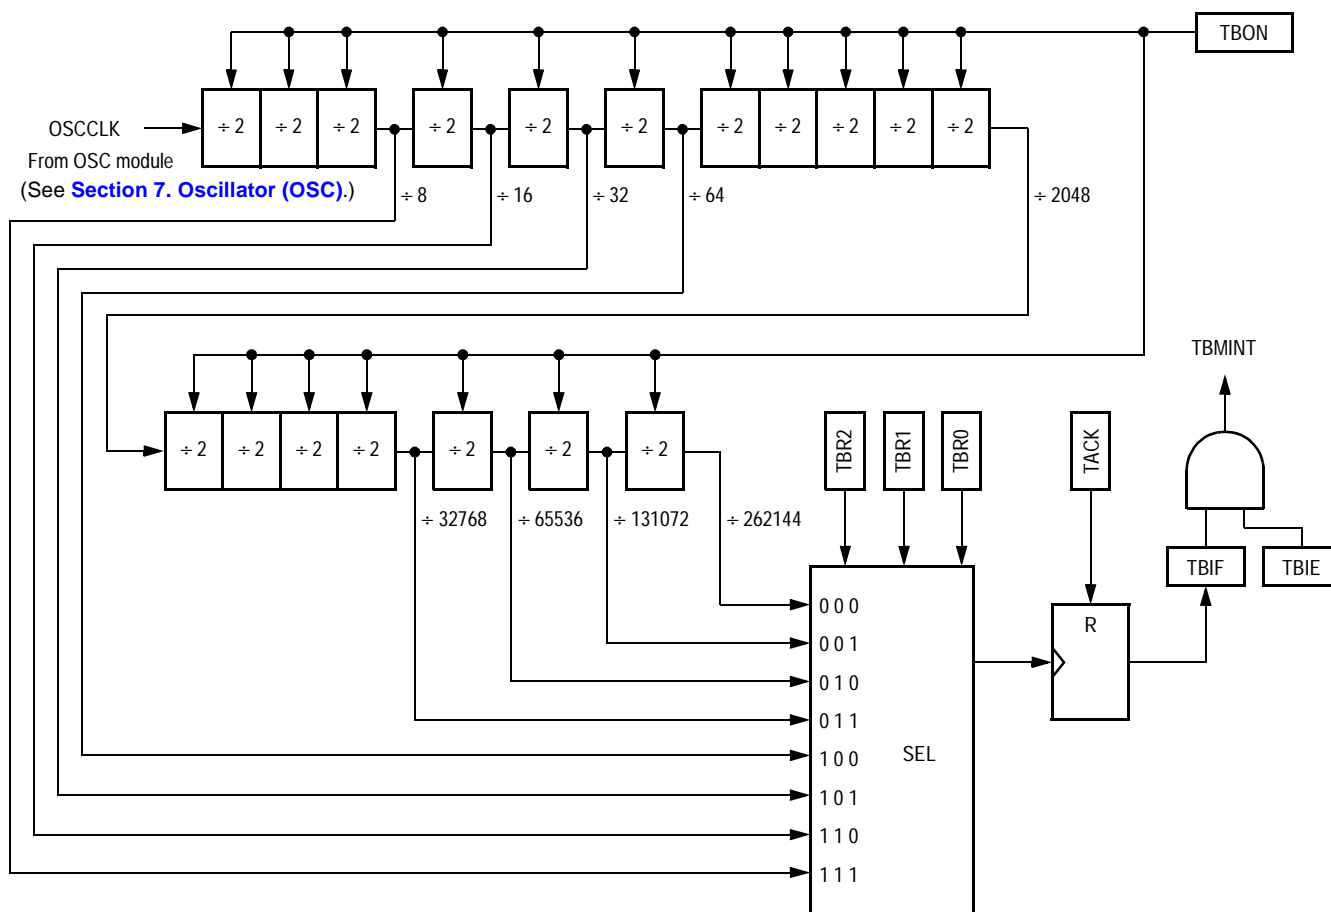 TBON
OSCCLK
÷ 2 ÷ 2 ÷ 2 ÷ 2 ÷ 2 ÷ 2 ÷ 2 ÷ 2 ÷ 2 ÷ 2 ÷ 2
From OSC module
(See Section 7. Oscillator (OSC).)
÷ 8 ÷ 16 ÷ 32 ÷ 64 ÷ 2048
TBMINT
÷ 2 ÷ 2 ÷ 2 ÷ 2 ÷ 2 ÷ 2 ÷ 2
TBR2 TBR1 TBR0 TACK
÷ 32768 ÷ 65536 ÷ 131072 ÷ 262144
TBIF TBIE
0 0 0
R
0 0 1
0 1 0
0 1 1
1 0 0
SEL
1 0 1
1 1 0
1 1 1